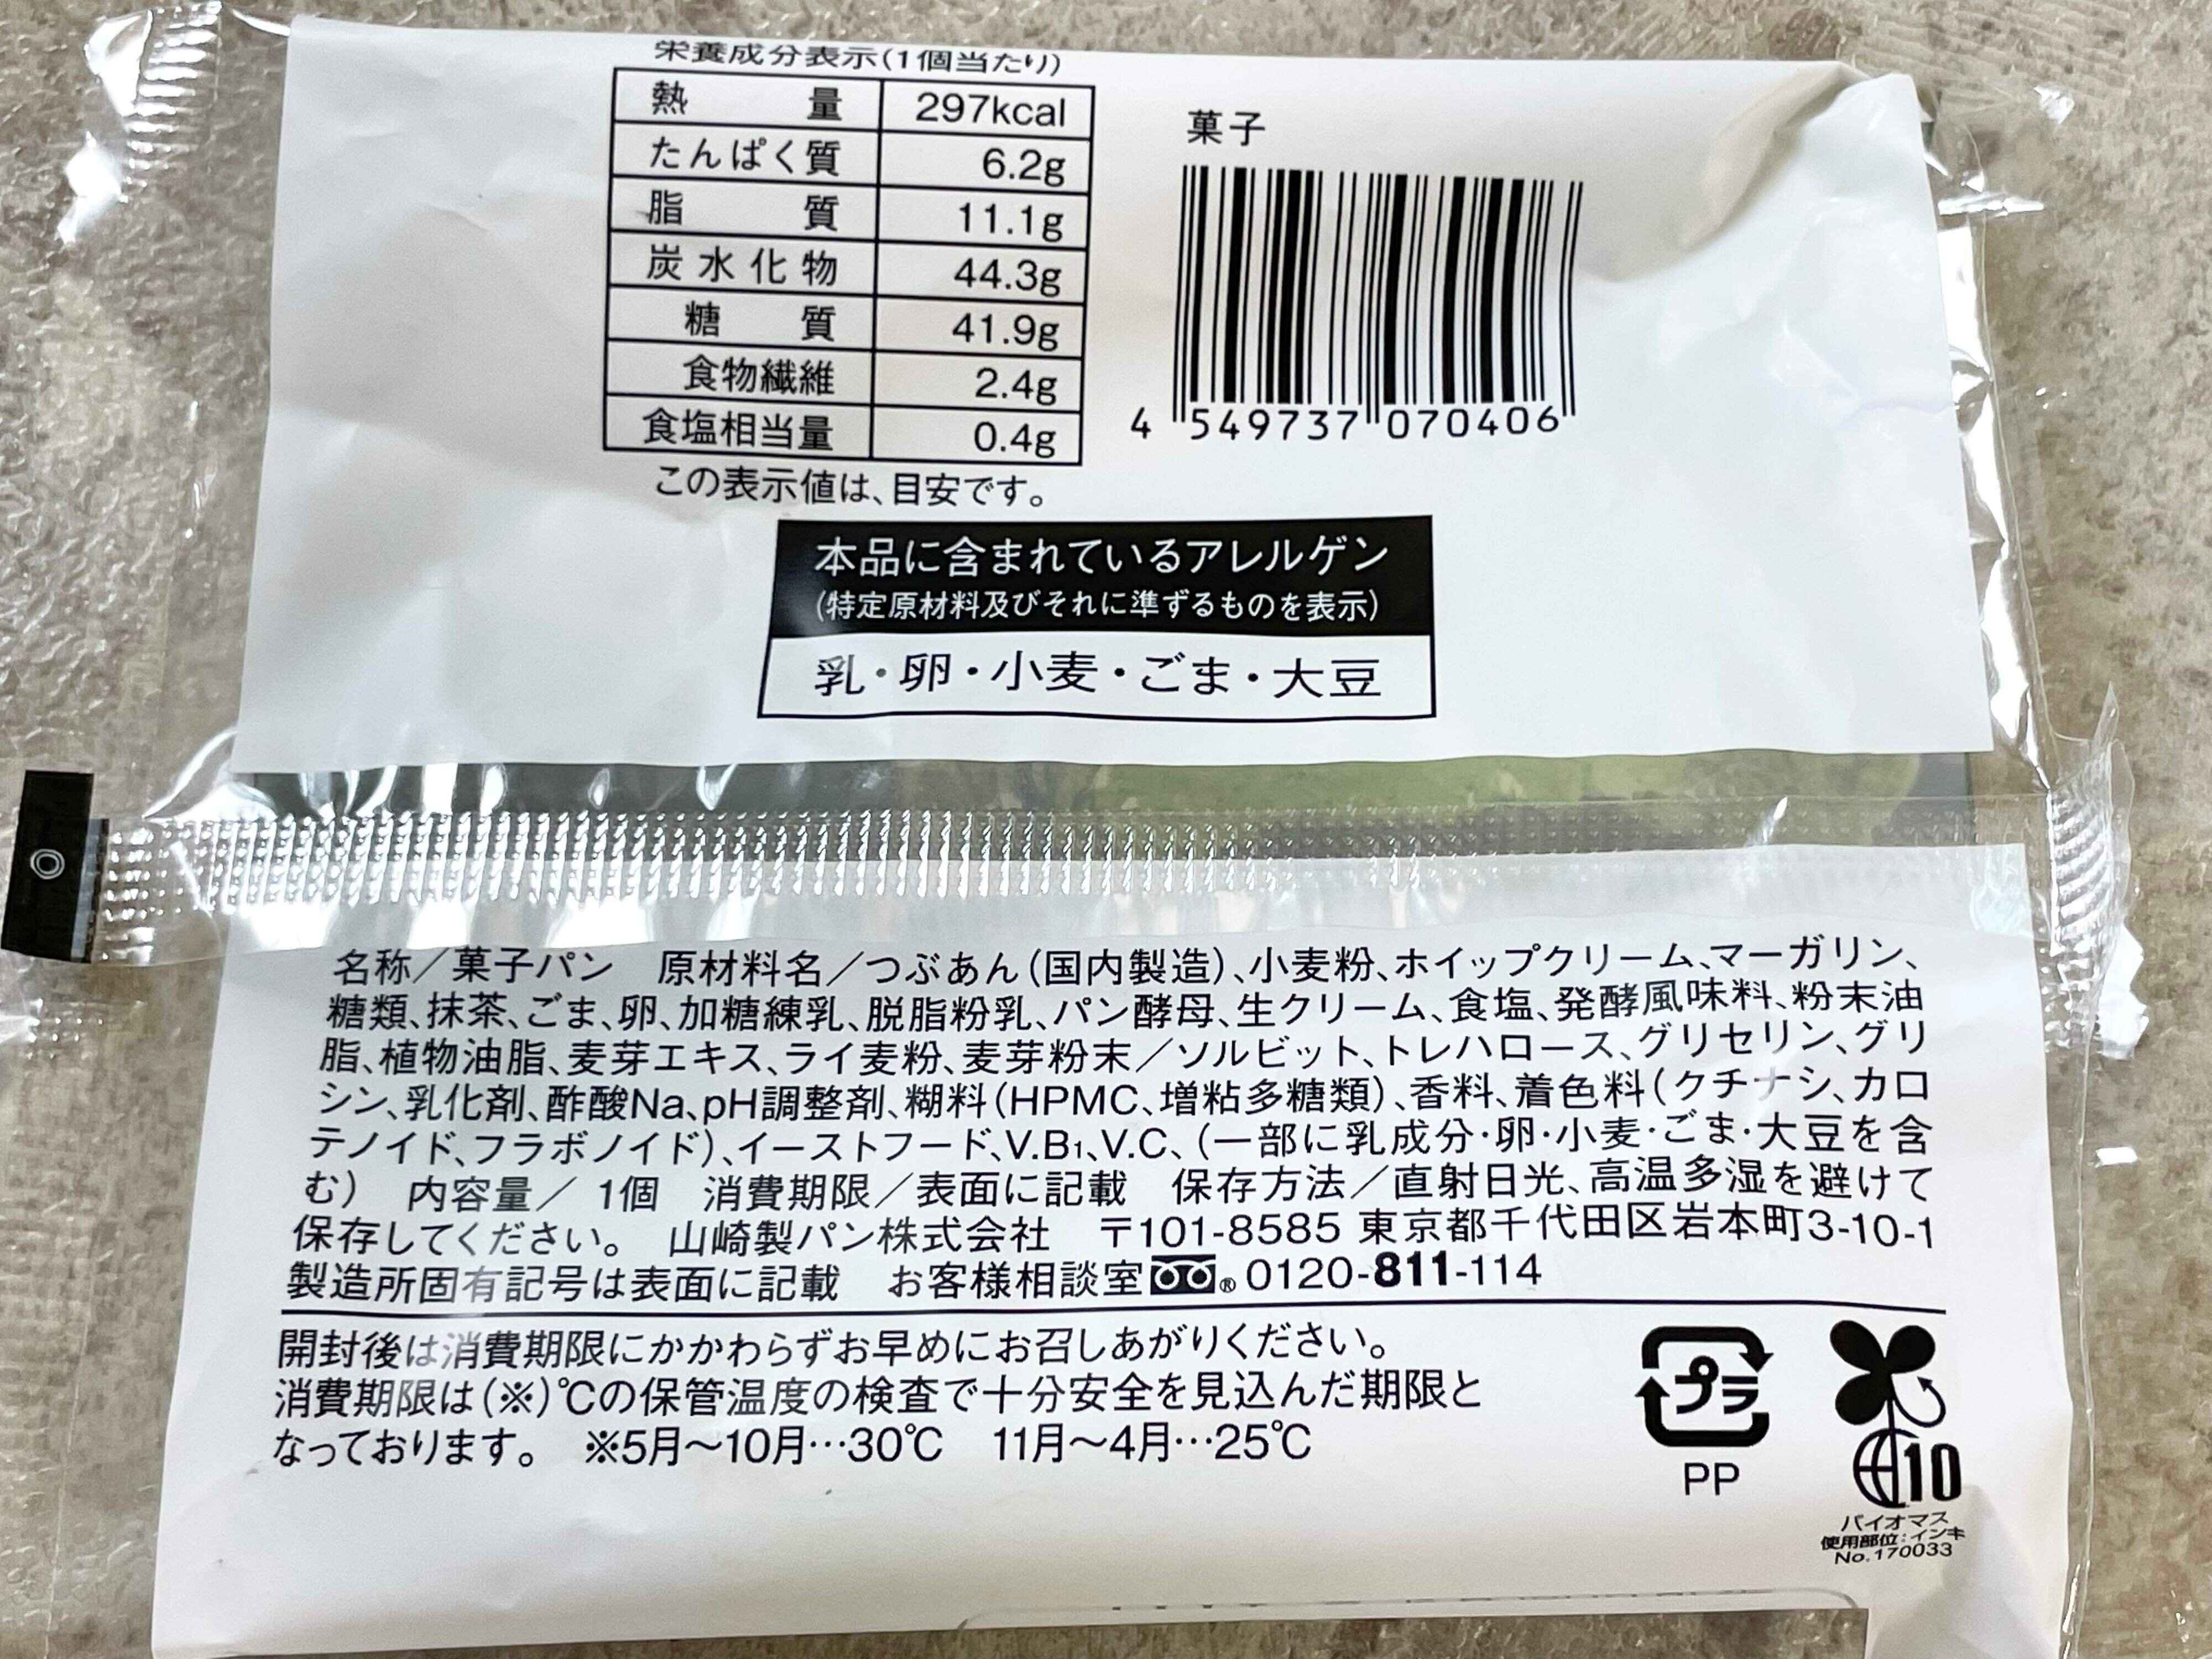 栄養成分表示(1個当たり)
熱量 297kcal
たんぱく質 6.2g
脂質 11.1g
炭水化物 44.3g
糖質 41.9g
食物繊維 2.4g
食塩相当量 0.4g
この表示値は、目安です。
菓子
4 549737 070406
本品に含まれているアレルゲン
(特定原材料及びそれに準ずるものを表示)
乳・卵・小麦・ごま・大豆
名称／菓子パン 原材料名／つぶあん(国内製造)、小麦粉、ホイップクリーム、マーガリン、
糖類、抹茶、ごま、卵、加糖練乳、脱脂粉乳、パン酵母、生クリーム、食塩、発酵風味料、粉末油
脂、植物油脂、麦芽エキス、ライ麦粉、麦芽粉末／ソルビット、トレハロース、グリセリン、グリ
シン、乳化剤、酢酸Na、pH調整剤、糊料(HPMC、増粘多糖類)、香料、着色料(クチナシ、カロ
テノイド、フラボノイド)、イーストフード、V.B₁、V.C、(一部に乳成分・卵・小麦・ごま・大豆を含
む) 内容量／ 1個 消費期限／表面に記載 保存方法／直射日光、高温多湿を避けて
保存してください。 山崎製パン株式会社 〒101-8585 東京都千代田区岩本町3-10-1
製造所固有記号は表面に記載 お客様相談室 ® 0120-811-114
開封後は消費期限にかかわらずお早めにお召しあがりください。
消費期限は(※)℃の保管温度の検査で十分安全を見込んだ期限と
なっております。 ※5月～10月…30℃ 11月～4月…25℃
プラ
PP
10
バイオマス
使用部位：インキ
No.170033